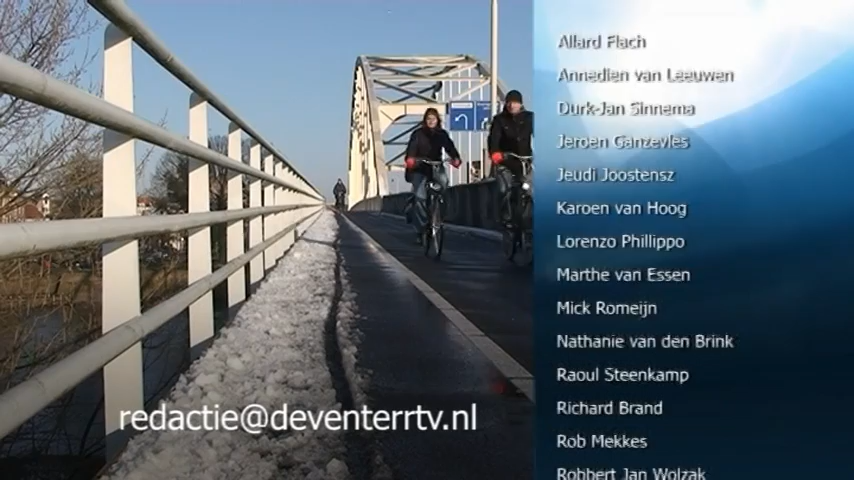 Allard Flach
Annedien van Leeuwen
Durk-Jan Sinnema
Jeroen Ganzevles
Jeudi Joostensz
Karoen van Hoog
Lorenzo Phillippo
Marthe van Essen
Mick Romeijn
Nathanie van den Brink
Raoul Steenkamp
Richard Brand
Rob Mekkes
Robbert Jan Wolzak
redactie@deventerrtv.nl